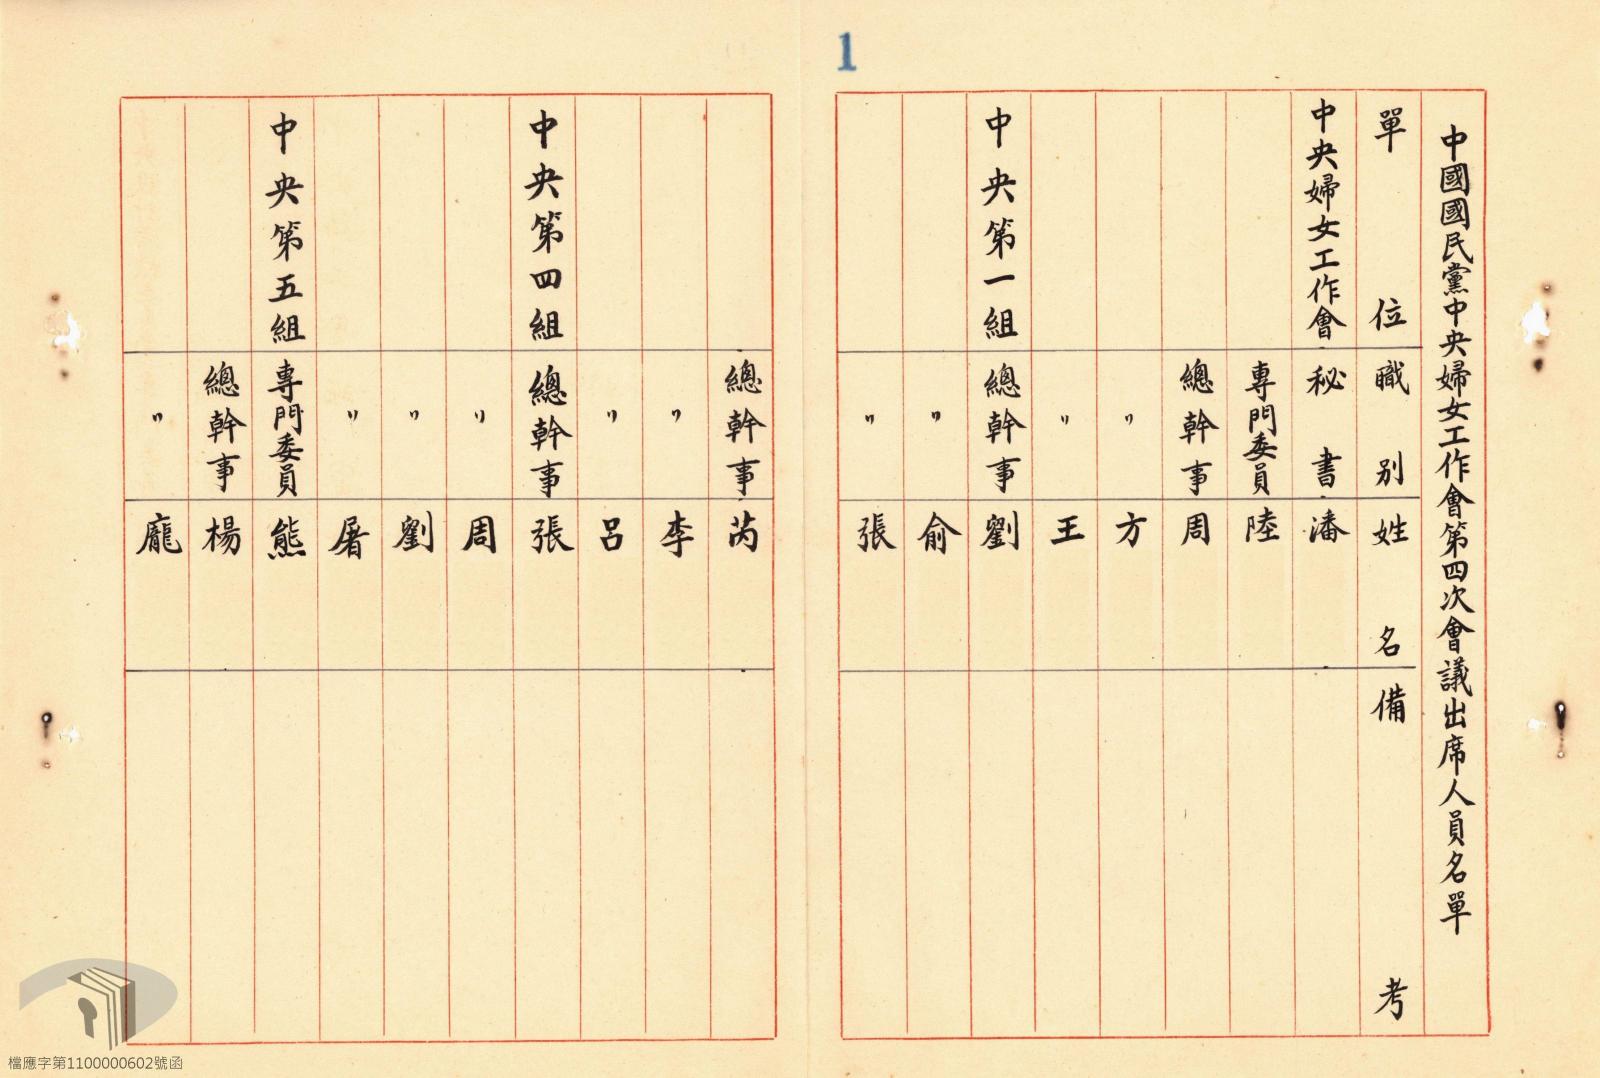 1
中國國民黨中央婦女工作會第四次會議出席人員名單
單位 職別 姓名 備考
中央婦女工作會 秘書 潘
專門委員 陸
總幹事 周
〃 方
〃 王
中央第一組 總幹事 劉
〃 俞
〃 張
總幹事 芮
〃 李
〃 呂
中央第四組 總幹事 張
〃 周
〃 劉
〃 屠
中央第五組 專門委員 熊
總幹事 楊
〃 龐
檔應字第1100000602號函